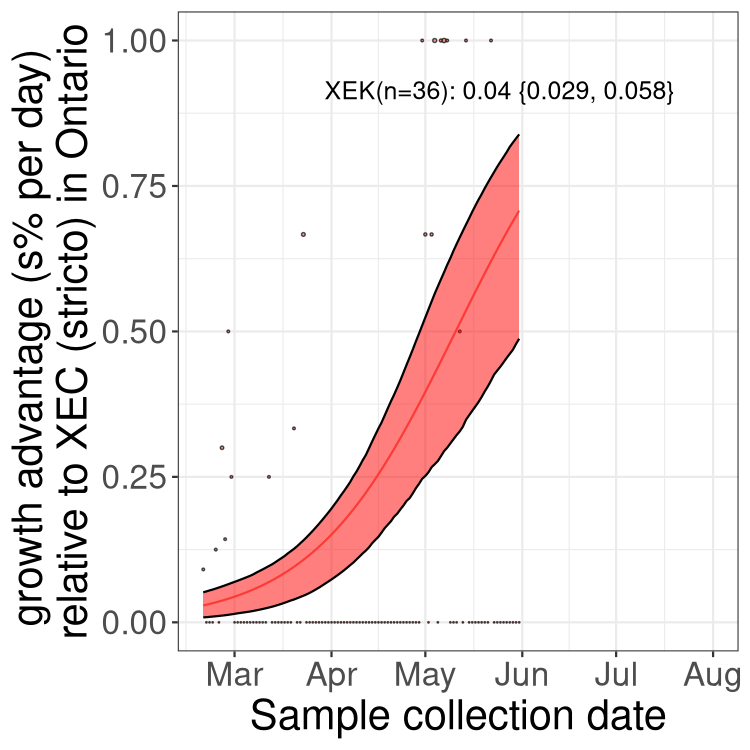 growth advantage (s% per day)
relative to XEC (stricto) in Ontario
1.00
0.75
0.50
0.25
0.00
XEK(n=36): 0.04 {0.029, 0.058}
Mar Apr May Jun Jul Aug
Sample collection date